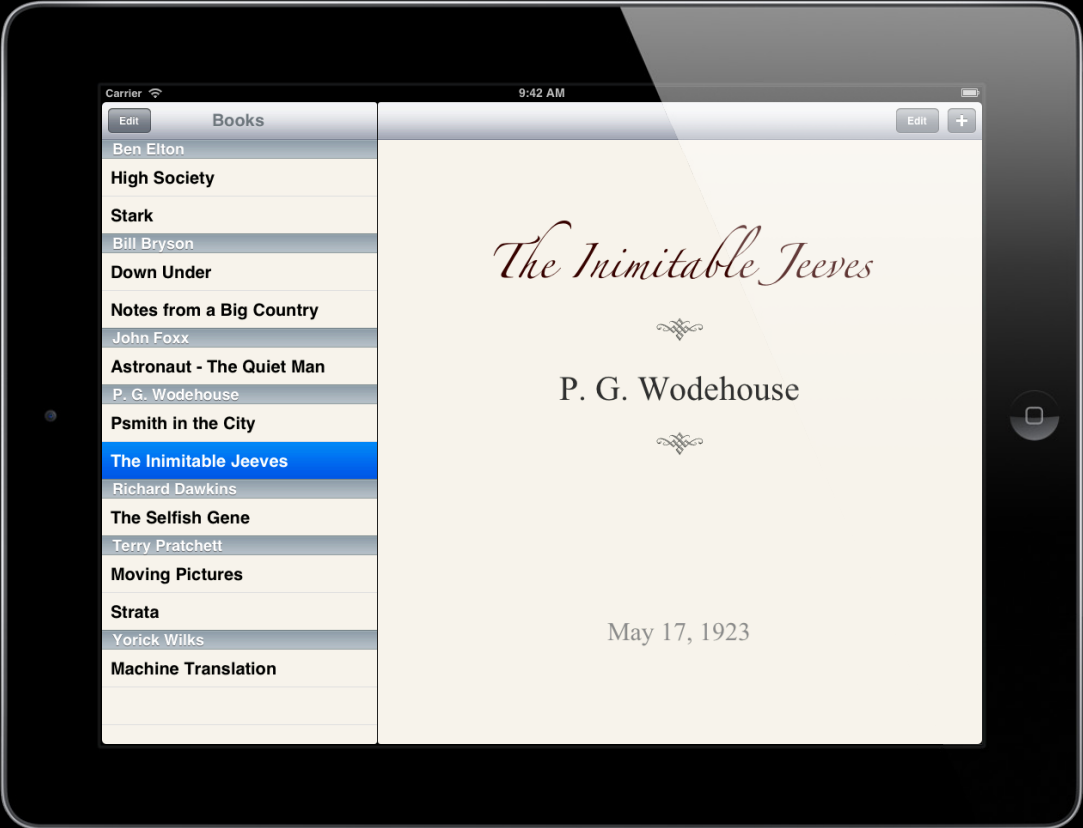 Carrier 9:42 AM
Edit Books Edit +
Ben Elton
High Society
Stark
Bill Bryson
Down Under
Notes from a Big Country
John Foxx
Astronaut - The Quiet Man
P. G. Wodehouse
Psmith in the City
The Inimitable Jeeves
Richard Dawkins
The Selfish Gene
Terry Pratchett
Moving Pictures
Strata
Yorick Wilks
Machine Translation
The Inimitable Jeeves
P. G. Wodehouse
May 17, 1923